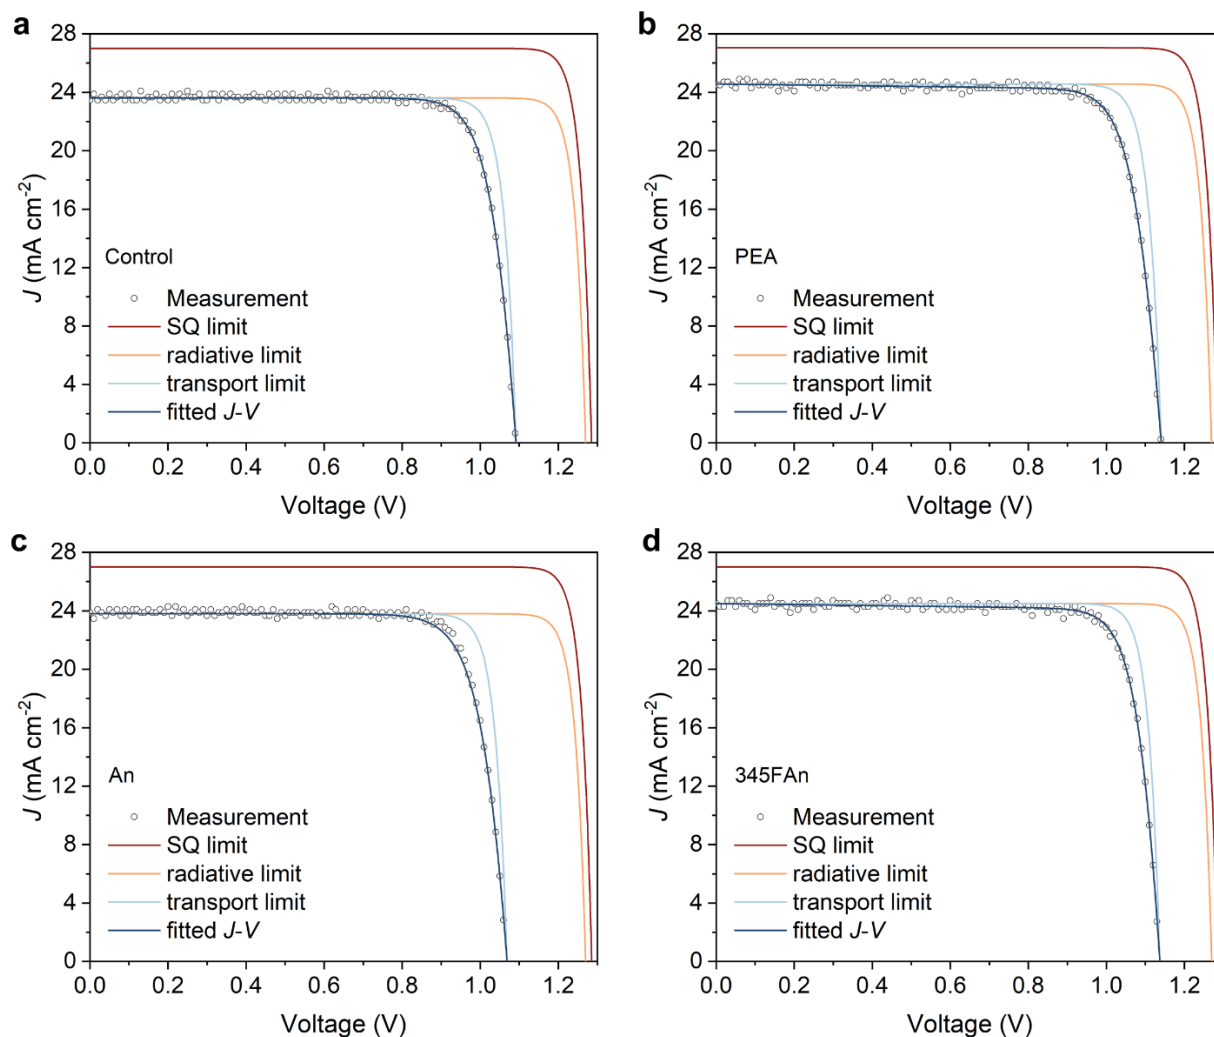 a
28
24
20
16
12
8
4
0
J (mA cm-2)
Control
Measurement
SQ limit
radiative limit
transport limit
fitted J-V
0.0 0.2 0.4 0.6 0.8 1.0 1.2
Voltage (V)
b
28
24
20
16
12
8
4
0
J (mA cm-2)
PEA
Measurement
SQ limit
radiative limit
transport limit
fitted J-V
0.0 0.2 0.4 0.6 0.8 1.0 1.2
Voltage (V)
c
28
24
20
16
12
8
4
0
J (mA cm-2)
An
Measurement
SQ limit
radiative limit
transport limit
fitted J-V
0.0 0.2 0.4 0.6 0.8 1.0 1.2
Voltage (V)
d
28
24
20
16
12
8
4
0
J (mA cm-2)
345FAn
Measurement
SQ limit
radiative limit
transport limit
fitted J-V
0.0 0.2 0.4 0.6 0.8 1.0 1.2
Voltage (V)